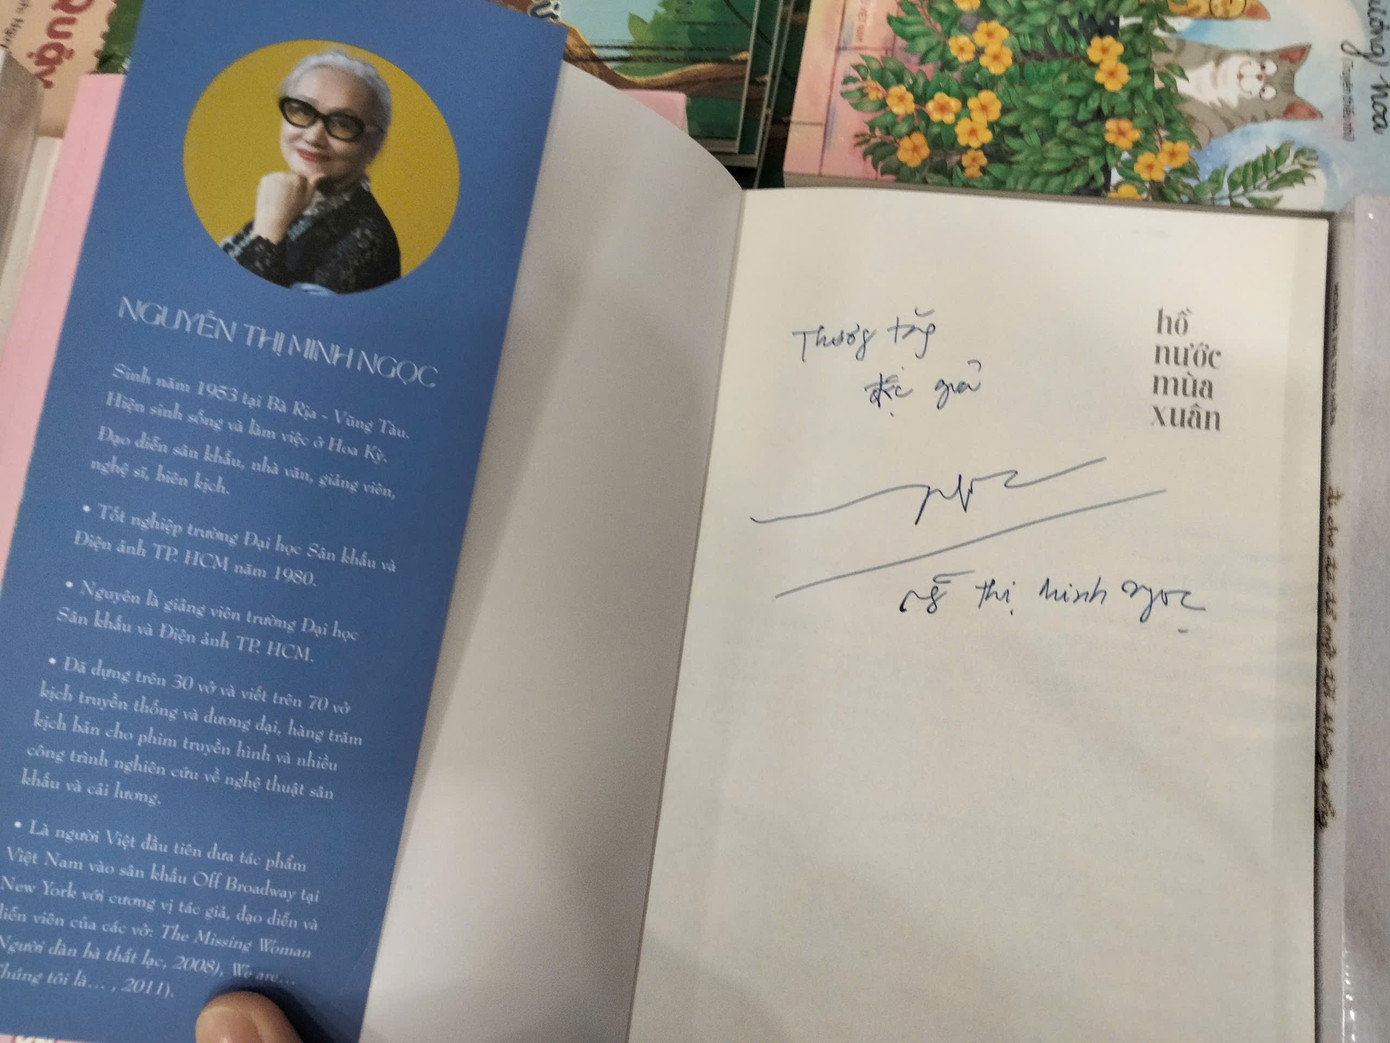 Quậy
ương hoa
(Truyện thiếu nhi)
NGUYỄN THỊ MINH NGỌC
Sinh năm 1953 tại Bà Rịa - Vũng Tàu.
Hiện sinh sống và làm việc ở Hoa Kỳ.
Đạo diễn sân khấu, nhà văn, giảng viên,
nghệ sĩ, biên kịch.
• Tốt nghiệp trường Đại học Sân khấu và
Điện ảnh TP. HCM năm 1980.
• Nguyên là giảng viên trường Đại học
Sân khấu và Điện ảnh TP. HCM.
• Đã dựng trên 30 vở và viết trên 70 vở
kịch truyền thống và đương đại, hàng trăm
kịch bản cho phim truyền hình và nhiều
công trình nghiên cứu về nghệ thuật sân
khấu và cải lương.
• Là người Việt đầu tiên đưa tác phẩm
Việt Nam vào sân khấu Off Broadway tại
New York với cương vị tác giả, đạo diễn và
diễn viên của các vở: The Missing Woman
Người đàn bà thất lạc, 2008), We are...
Chúng tôi là... , 2011).
Thương tặng
độc giả
hồ
nước
mùa
xuân
Ngọc
Ng~ Thị Minh Ngọc